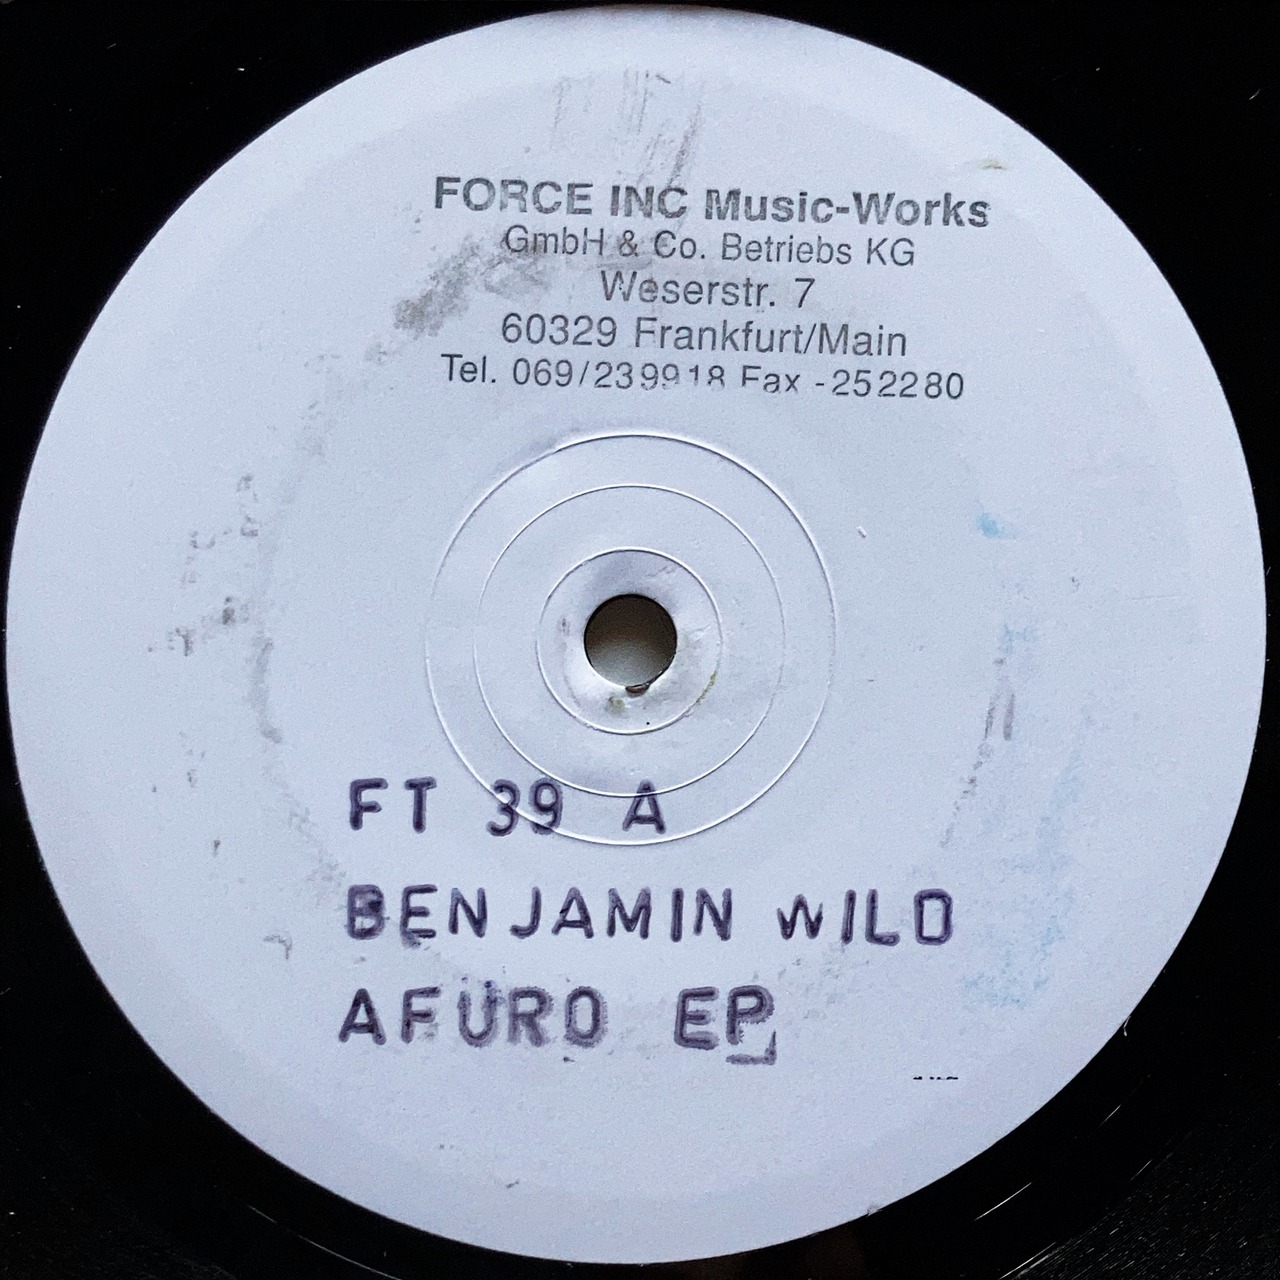 FORCE INC Music-Works
GmbH & Co. Betriebs KG
Weserstr. 7
60329 Frankfurt/Main
Tel. 069/239918 Fax -252280
FT 39 A
BENJAMIN WILD
AFURO EP